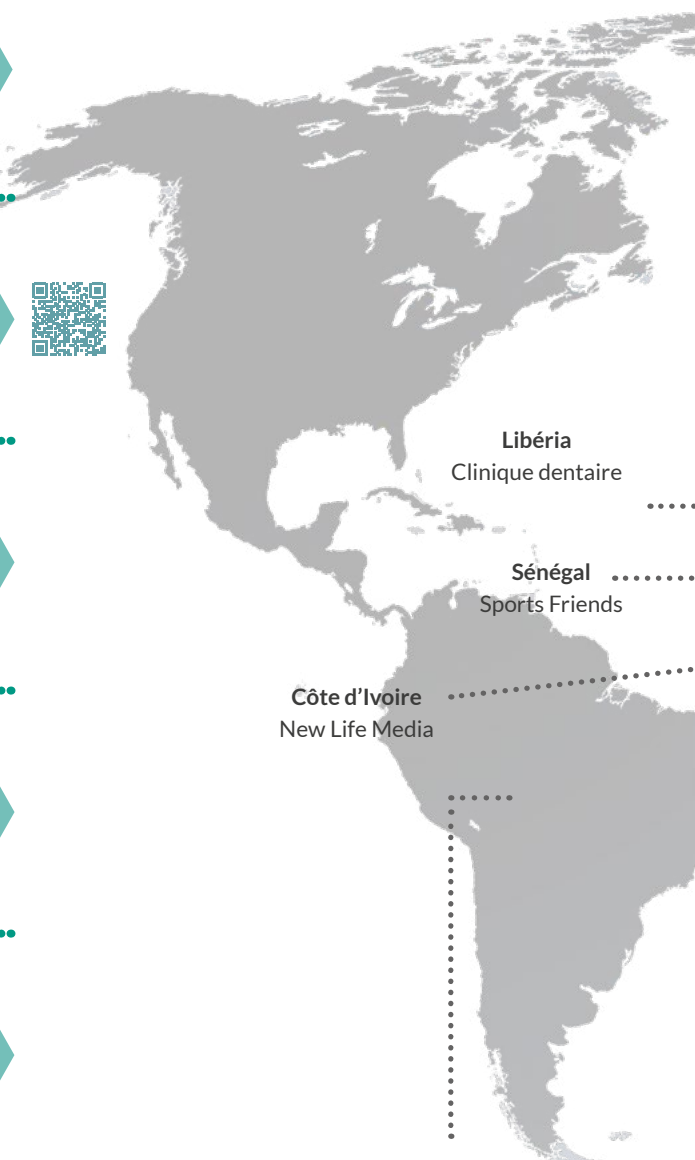 Libéria
Clinique dentaire
Sénégal
Sports Friends
Côte d’Ivoire
New Life Media